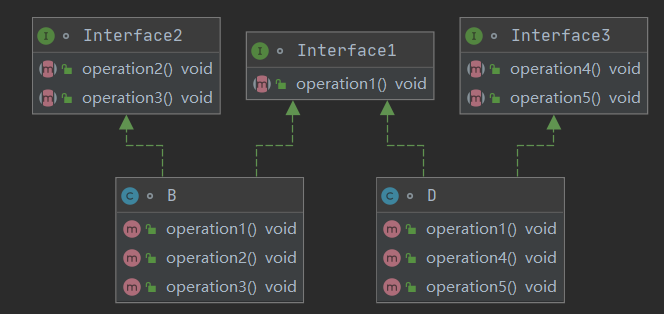 Interface2
operation2() void
operation3() void
Interface1
operation1() void
Interface3
operation4() void
operation5() void
B
operation1() void
operation2() void
operation3() void
D
operation1() void
operation4() void
operation5() void